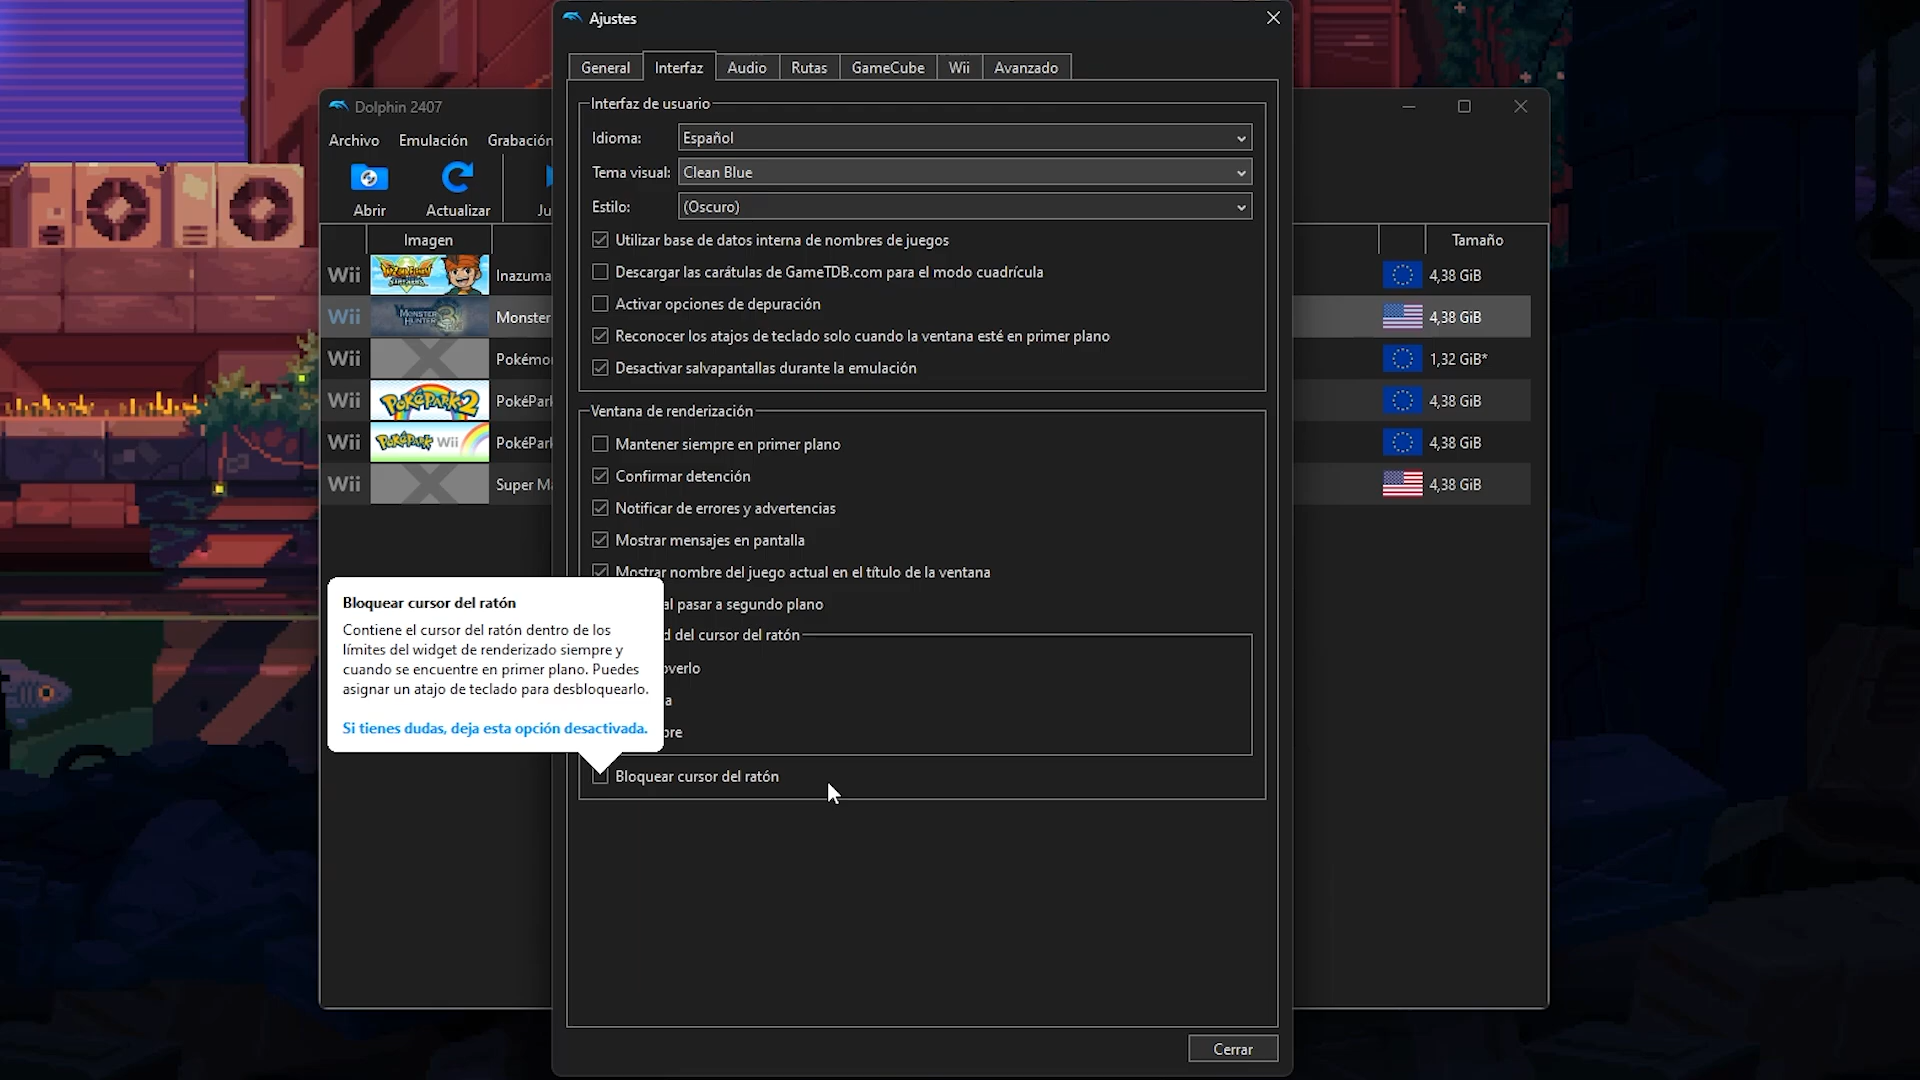 Ajustes
General
Interfaz
Audio
Rutas
GameCube
Wii
Avanzado
Dolphin 2407
Archivo
Emulación
Grabación
Abrir
Actualizar
Ju
Imagen
Tamaño
Wii
Inazuma
4,38 GiB
Wii
MONSTER HUNTER 3
Monster
4,38 GiB
Wii
Pokémo
1,32 GiB*
Wii
POKÉPARK 2
PokéPark
4,38 GiB
Wii
POKÉPARK Wii
PokéPark
4,38 GiB
Wii
Super Ma
4,38 GiB
Interfaz de usuario
Idioma:
Español
Tema visual:
Clean Blue
Estilo:
(Oscuro)
Utilizar base de datos interna de nombres de juegos
Descargar las carátulas de GameTDB.com para el modo cuadrícula
Activar opciones de depuración
Reconocer los atajos de teclado solo cuando la ventana esté en primer plano
Desactivar salvapantallas durante la emulación
Ventana de renderización
Mantener siempre en primer plano
Confirmar detención
Notificar de errores y advertencias
Mostrar mensajes en pantalla
Mostrar nombre del juego actual en el título de la ventana
al pasar a segundo plano
d del cursor del ratón
overlo
a
pre
Bloquear cursor del ratón
Contiene el cursor del ratón dentro de los
límites del widget de renderizado siempre y
cuando se encuentre en primer plano. Puedes
asignar un atajo de teclado para desbloquearlo.
Si tienes dudas, deja esta opción desactivada.
Bloquear cursor del ratón
Cerrar